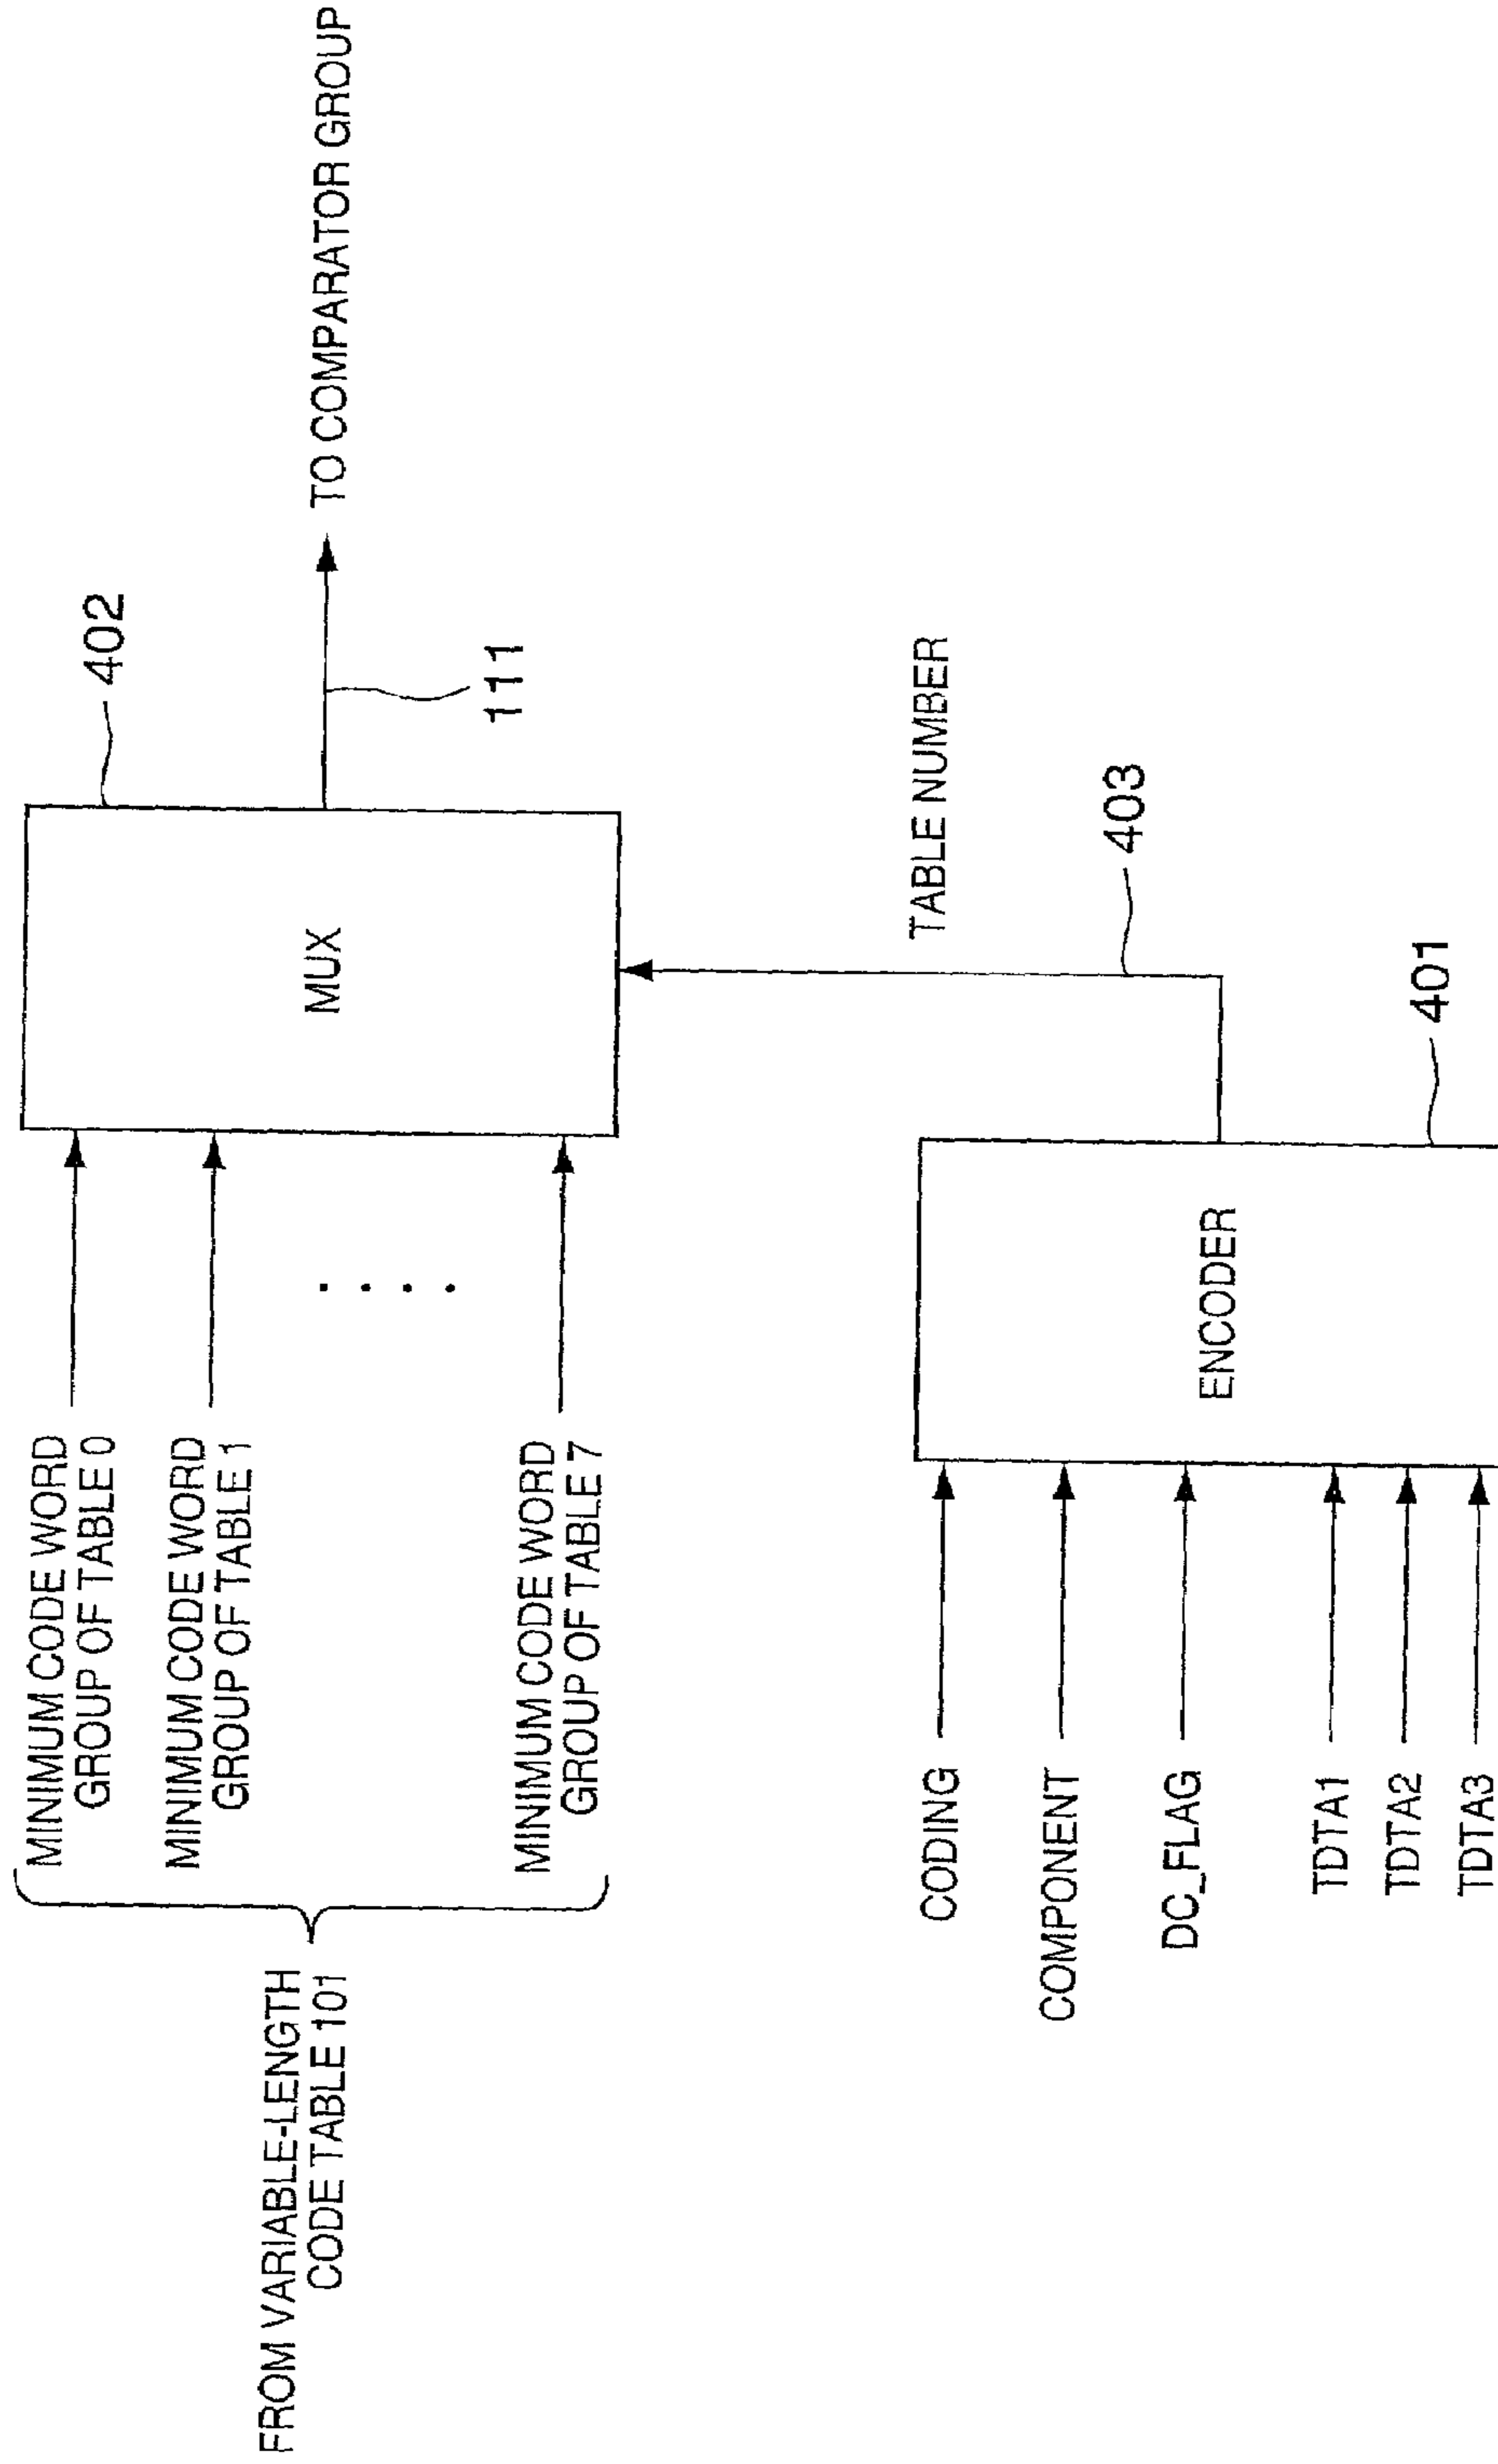 FROM VARIABLE-LENGTH
CODE TABLE 101
MINIMUM CODE WORD
GROUP OF TABLE 0
MINIMUM CODE WORD
GROUP OF TABLE 1
. . . .
MINIMUM CODE WORD
GROUP OF TABLE 7
MUX
402
111
TO COMPARATOR GROUP
TABLE NUMBER
403
CODING
COMPONENT
DC_FLAG
TDTA1
TDTA2
TDTA3
ENCODER
401